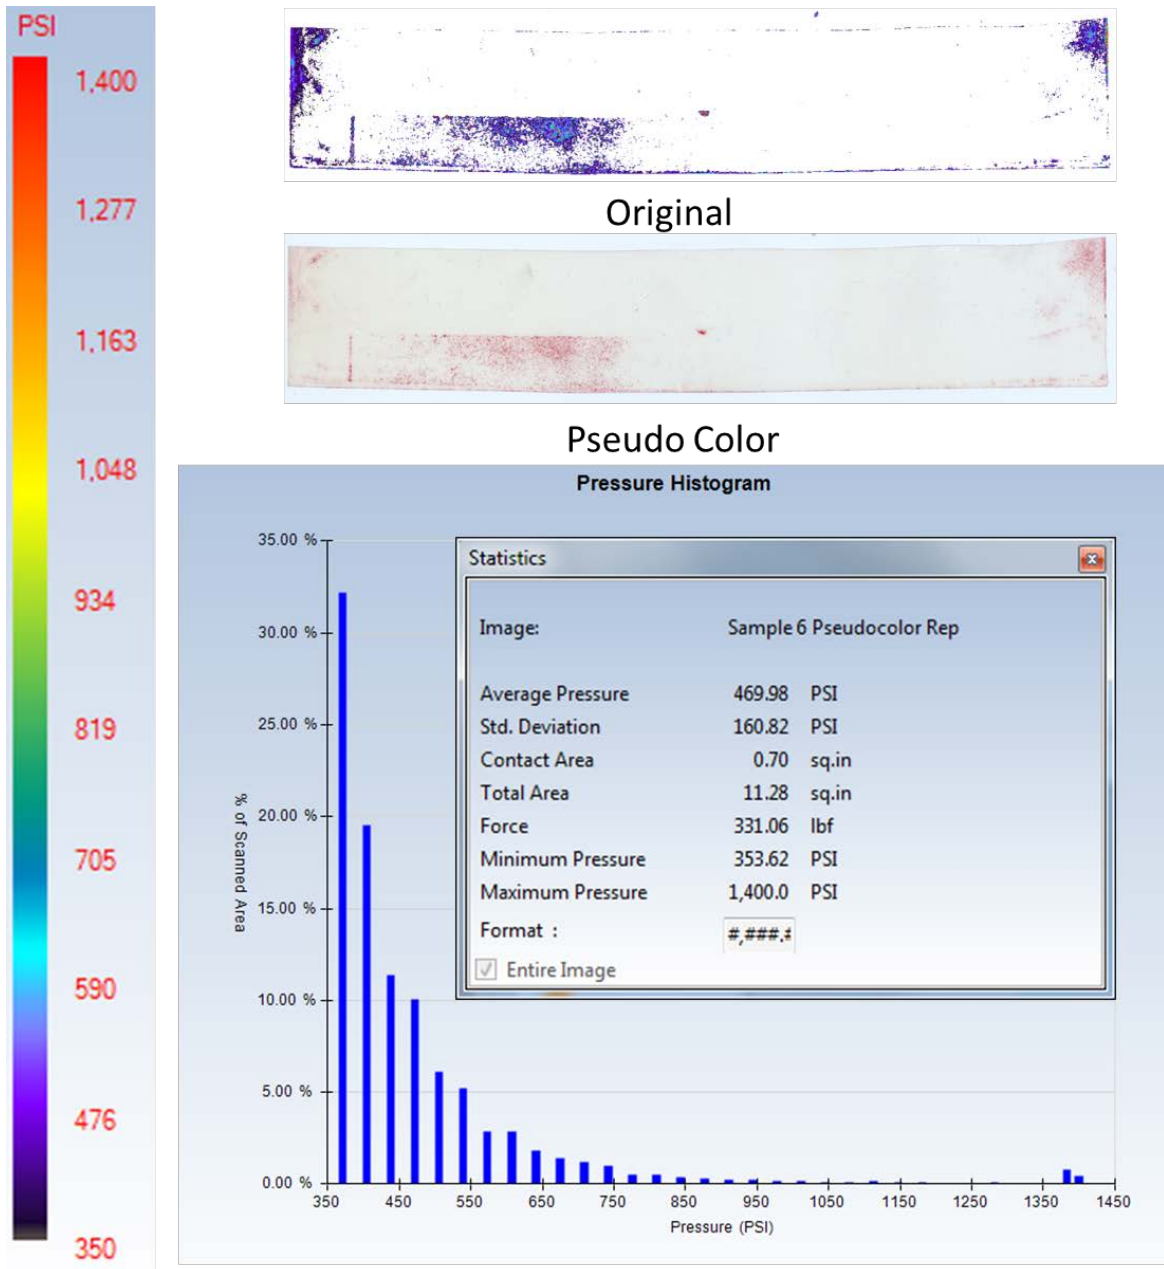 PSI
1,400
1,277
1,163
1,048
934
819
705
590
476
350
Original
Pseudo Color
Pressure Histogram
35.00 %
30.00 %
25.00 %
20.00 %
15.00 %
10.00 %
5.00 %
0.00 %
% of Scanned Area
350 450 550 650 750 850 950 1050 1150 1250 1350 1450
Pressure (PSI)
Statistics
Image: Sample 6 Pseudocolor Rep
Average Pressure 469.98 PSI
Std. Deviation 160.82 PSI
Contact Area 0.70 sq.in
Total Area 11.28 sq.in
Force 331.06 lbf
Minimum Pressure 353.62 PSI
Maximum Pressure 1,400.0 PSI
Format : #,###.#
Entire Image